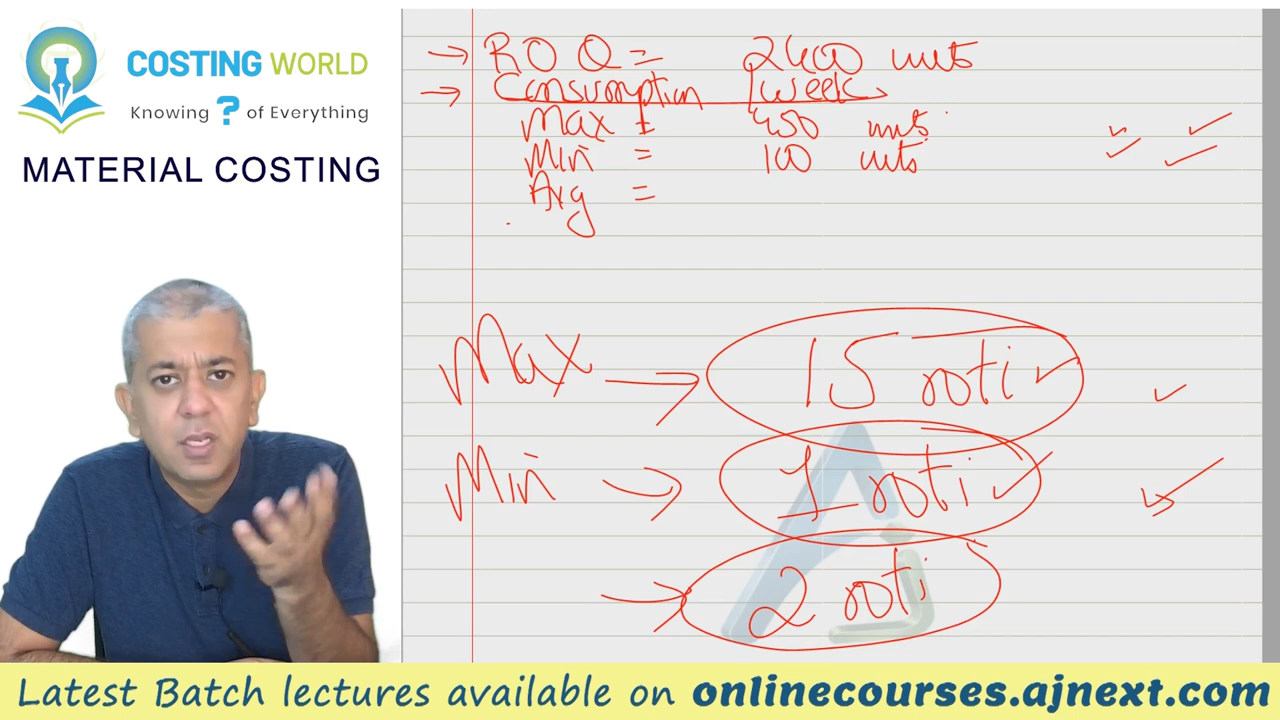 COSTING WORLD
Knowing ? of Everything
MATERIAL COSTING
→ ROQ = 2400 units
→ Consumption /week
Max = 450 units
Min = 100 units
Avg =
Max → 15 roti ✓
Min → 1 roti ✓
→ 2 roti
Latest Batch lectures available on onlinecourses.ajnext.com